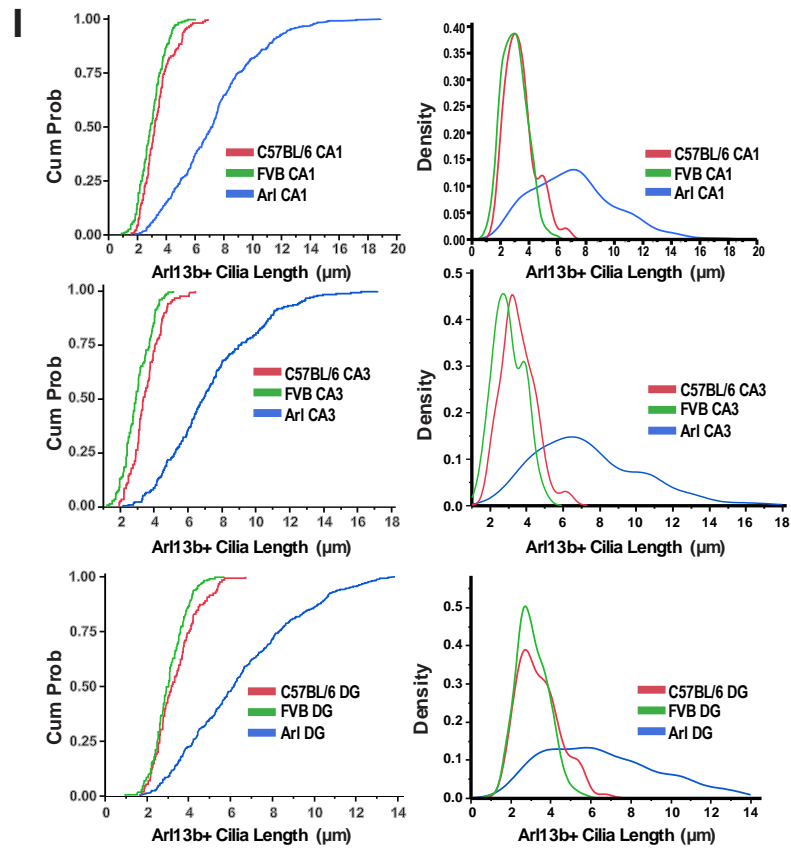 I
1.00
0.75
0.50
0.25
0.00
Cum Prob
C57BL/6 CA1
FVB CA1
Arl CA1
0 2 4 6 8 10 12 14 16 18 20
Arl13b+ Cilia Length (µm)
0.40
0.35
0.30
0.25
0.20
0.15
0.10
0.05
0.00
Density
C57BL/6 CA1
FVB CA1
Arl CA1
0 2 4 6 8 10 12 14 16 20
Arl13b+ Cilia Length (µm)
1.00
0.75
0.50
0.25
0.00
Cum Prob
C57BL/6 CA3
FVB CA3
Arl CA3
2 4 6 8 10 12 14 16 18
Arl13b+ Cilia Length (µm)
0.5
0.4
0.3
0.2
0.1
0.0
Density
C57BL/6 CA3
FVB CA3
Arl CA3
2 4 6 8 10 12 14 16 18
Arl13b+ Cilia Length (µm)
1.00
0.75
0.50
0.25
0.00
Cum Prob
C57BL/6 DG
FVB DG
Arl DG
0 2 4 6 8 10 12 14
Arl13b+ Cilia Length (µm)
0.5
0.4
0.3
0.2
0.1
0.0
Density
C57BL/6 DG
FVB DG
Arl DG
0 2 4 6 8 10 12 14
Arl13b+ Cilia Length (µm)